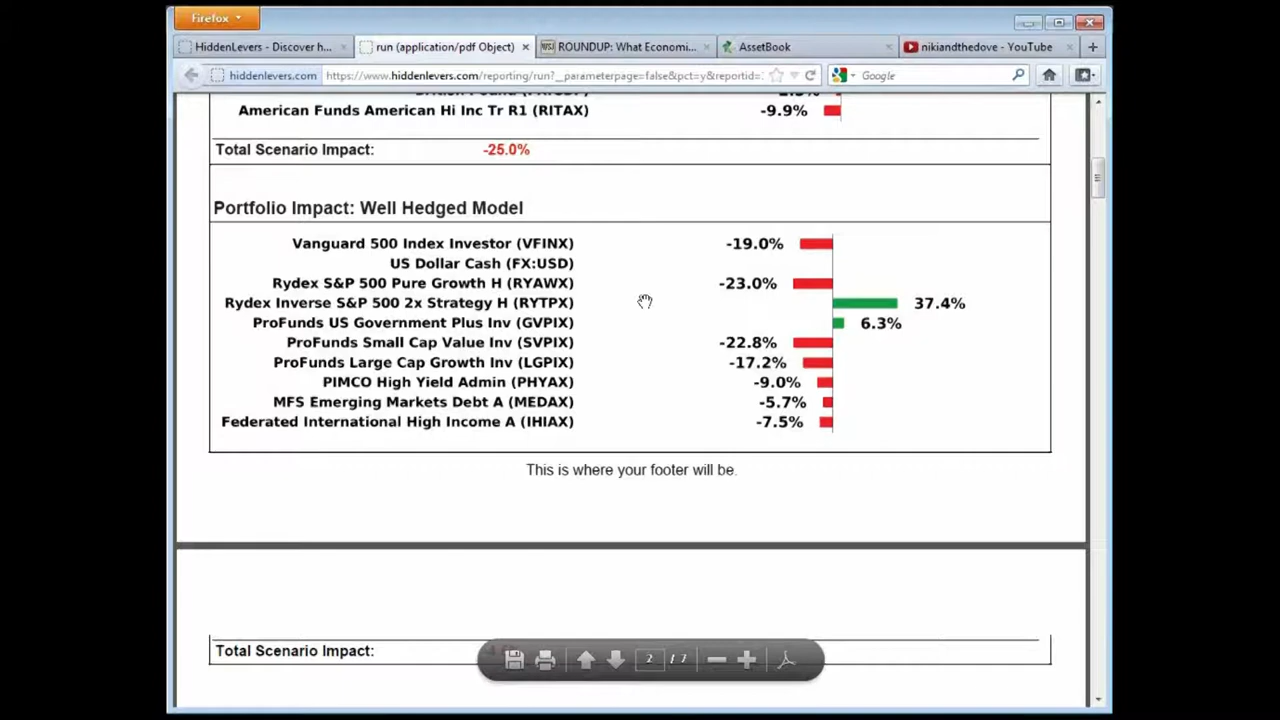 Firefox
HiddenLevers - Discover h...
run (application/pdf Object)
WSJ ROUNDUP: What Economi...
AssetBook
nikiandthedove - YouTube
hiddenlevers.com https://www.hiddenlevers.com/reporting/run?__parameterpage=false&pct=y&reportid=
Google
American Funds American Hi Inc Tr R1 (RITAX) -9.9%
Total Scenario Impact: -25.0%
Portfolio Impact: Well Hedged Model
Vanguard 500 Index Investor (VFINX) -19.0%
US Dollar Cash (FX:USD)
Rydex S&P 500 Pure Growth H (RYAWX) -23.0%
Rydex Inverse S&P 500 2x Strategy H (RYTPX) 37.4%
ProFunds US Government Plus Inv (GVPIX) 6.3%
ProFunds Small Cap Value Inv (SVPIX) -22.8%
ProFunds Large Cap Growth Inv (LGPIX) -17.2%
PIMCO High Yield Admin (PHYAX) -9.0%
MFS Emerging Markets Debt A (MEDAX) -5.7%
Federated International High Income A (IHIAX) -7.5%
This is where your footer will be.
Total Scenario Impact:
2 / 7